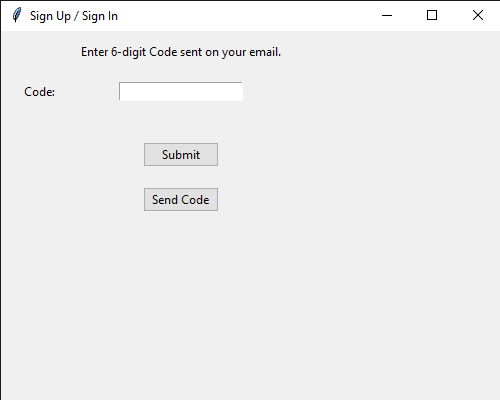 Sign Up / Sign In
Enter 6-digit Code sent on your email.
Code:
Submit
Send Code